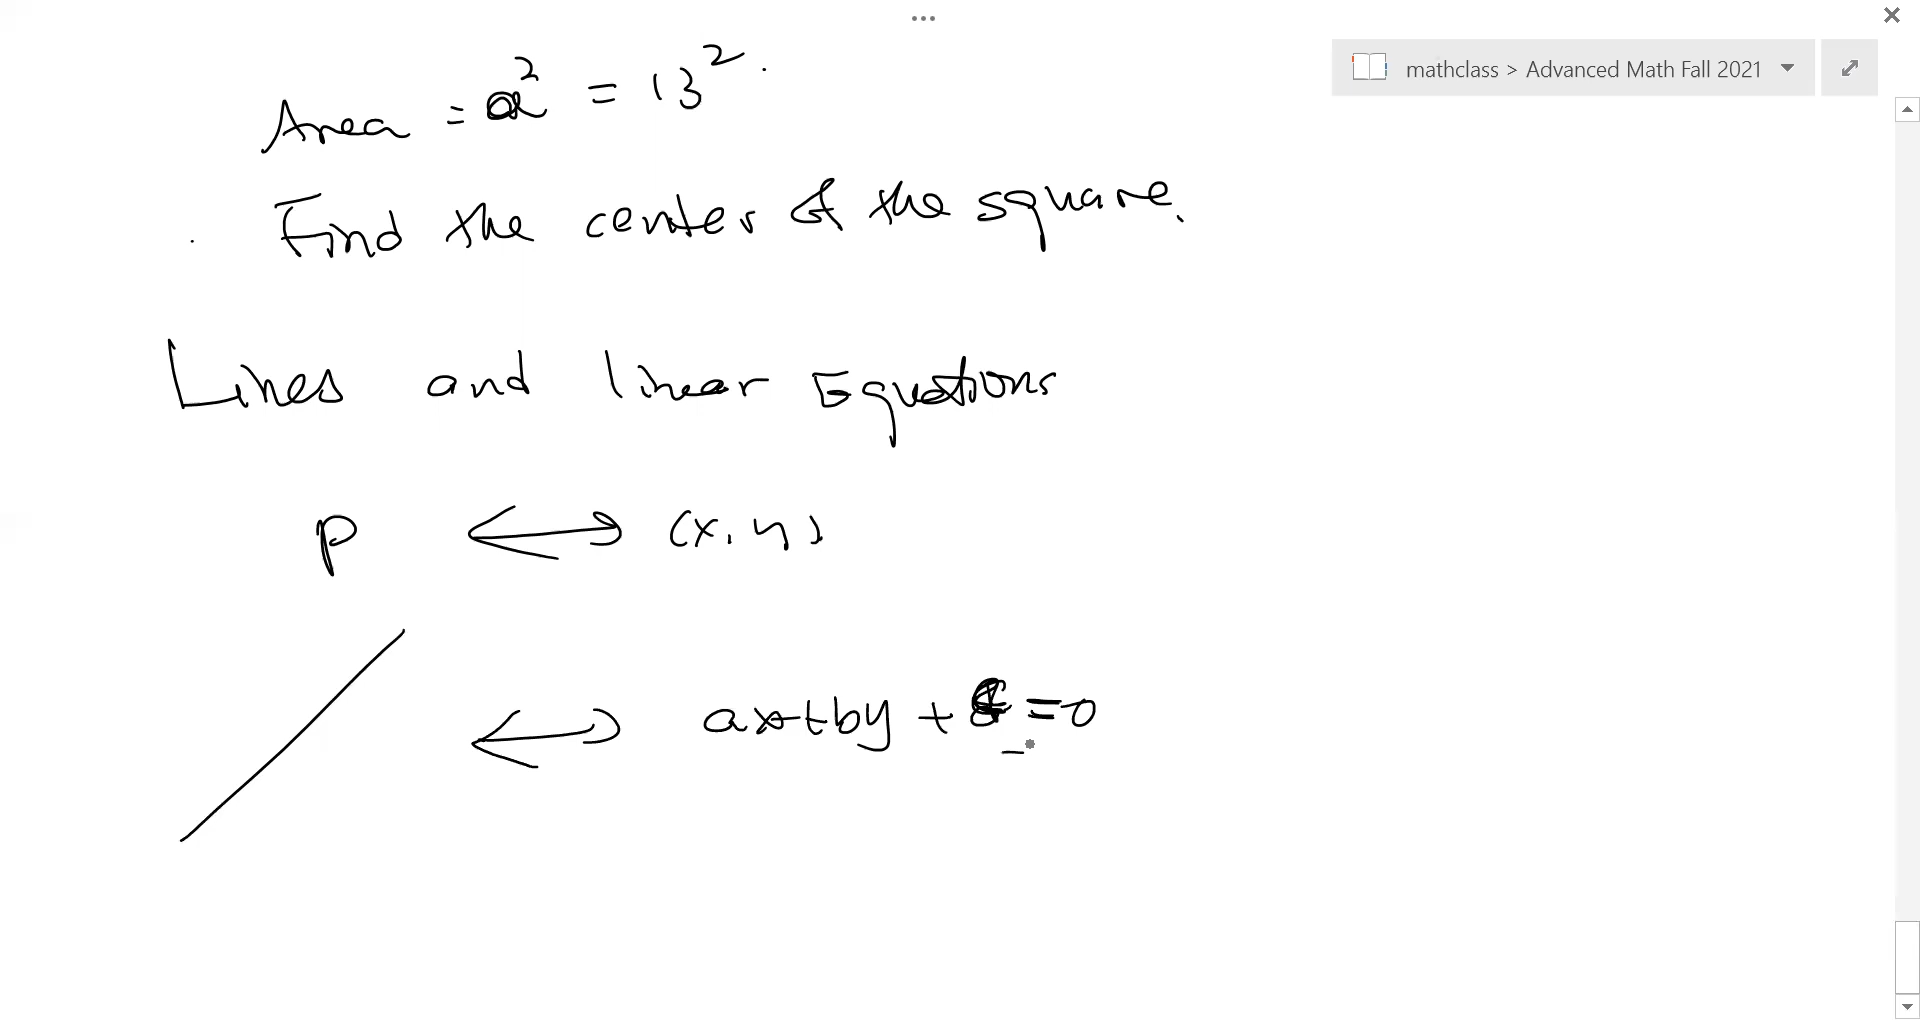 mathclass > Advanced Math Fall 2021
Area = a² = 13².
Find the center of the square.
Lines and linear Equations
P ⟷ (x, y)
⟷ ax+by + = 0